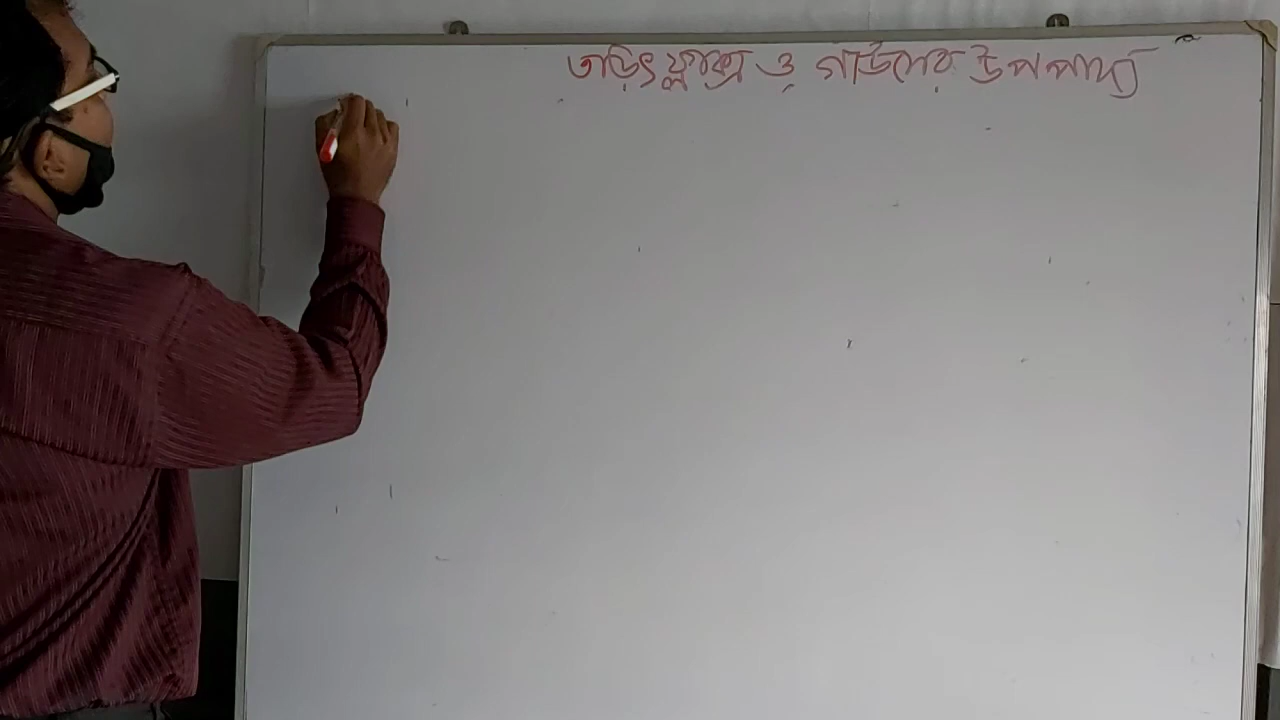 তড়িৎ ফ্লাক্স ও গাউসের উপপাদ্য